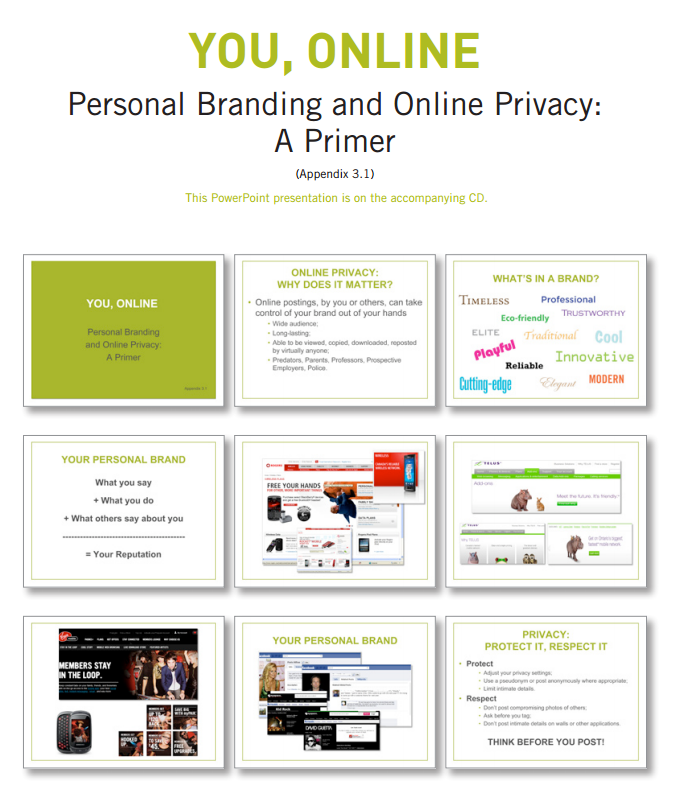 YOU, ONLINE
Personal Branding and Online Privacy:
A Primer
(Appendix 3.1)
This PowerPoint presentation is on the accompanying CD.
YOU, ONLINE
Personal Branding
and Online Privacy:
A Primer
Appendix 3.1
ONLINE PRIVACY:
WHY DOES IT MATTER?
• Online postings, by you or others, can take
control of your brand out of your hands
• Wide audience;
• Long-lasting;
• Able to be viewed, copied, downloaded, reposted
by virtually anyone;
• Predators, Parents, Professors, Prospective
Employers, Police.
WHAT'S IN A BRAND?
TIMELESS
Professional
Eco-friendly
TRUSTWORTHY
ELITE
Traditional
Cool
Playful
Reliable
Innovative
Cutting-edge
Elegant
MODERN
YOUR PERSONAL BRAND
What you say
+ What you do
+ What others say about you
----------------------------------------
= Your Reputation
ROGERS
WIRELESS
FREE YOUR HANDS
TELUS
Add-ons
Meet the future, it's friendly.
TELUS
MEMBERS STAY
IN THE LOOP.
YOUR PERSONAL BRAND
facebook
DAVID GUETTA
PRIVACY:
PROTECT IT, RESPECT IT
• Protect
• Adjust your privacy settings;
• Use a pseudonym or post anonymously where appropriate;
• Limit intimate details.
• Respect
• Don't post compromising photos of others;
• Ask before you tag;
• Don't post intimate details on walls or other applications.
THINK BEFORE YOU POST!